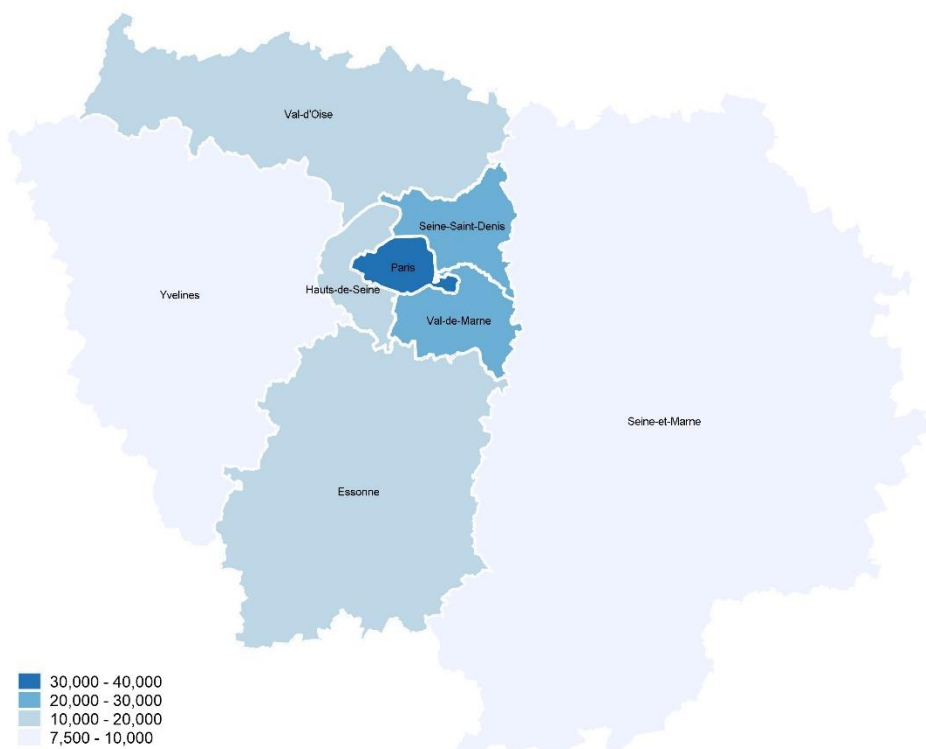 Val-d'Oise
Seine-Saint-Denis
Paris
Hauts-de-Seine
Yvelines
Val-de-Marne
Seine-et-Marne
Essonne
30,000 - 40,000
20,000 - 30,000
10,000 - 20,000
7,500 - 10,000